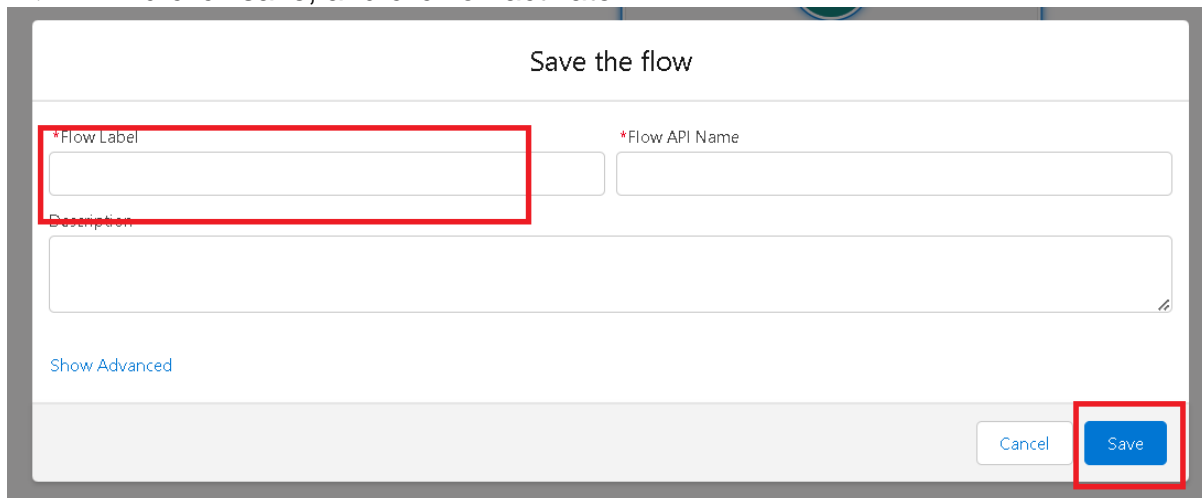 Save the flow
*Flow Label
*Flow API Name
Description
Show Advanced
Cancel
Save